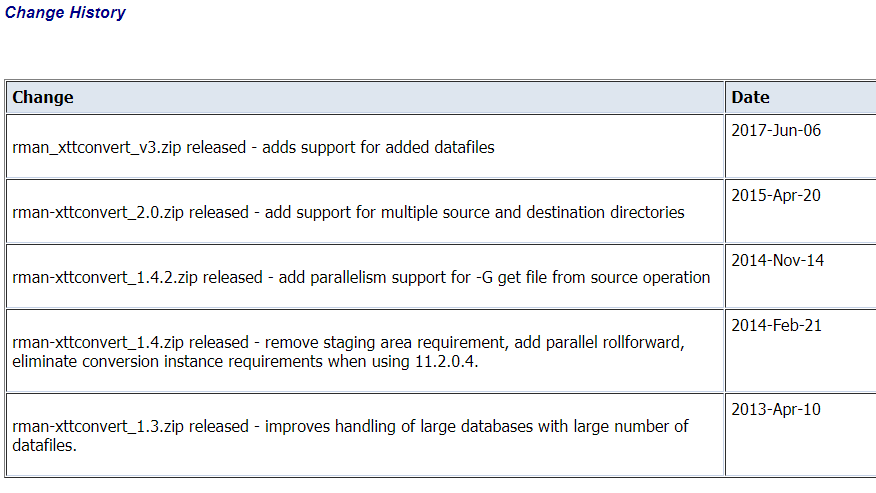 Change History
Change Date
rman_xttconvert_v3.zip released - adds support for added datafiles 2017-Jun-06
rman-xttconvert_2.0.zip released - add support for multiple source and destination directories 2015-Apr-20
rman-xttconvert_1.4.2.zip released - add parallelism support for -G get file from source operation 2014-Nov-14
rman-xttconvert_1.4.zip released - remove staging area requirement, add parallel rollforward, 2014-Feb-21
eliminate conversion instance requirements when using 11.2.0.4.
rman-xttconvert_1.3.zip released - improves handling of large databases with large number of 2013-Apr-10
datafiles.